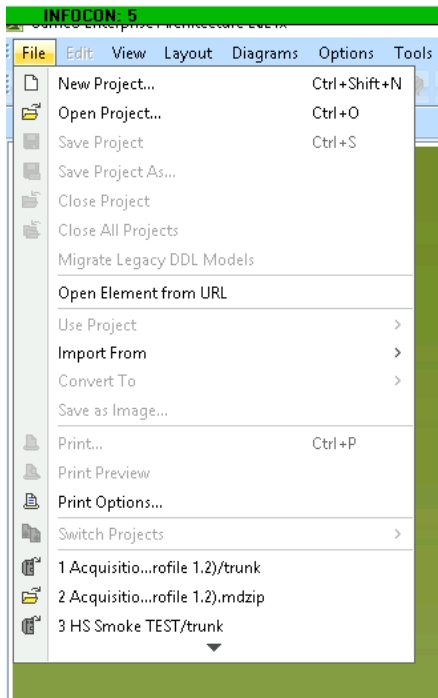 INFOCON: 5
File Edit View Layout Diagrams Options Tools
New Project... Ctrl+Shift+N
Open Project... Ctrl+O
Save Project Ctrl+S
Save Project As...
Close Project
Close All Projects
Migrate Legacy DDL Models
Open Element from URL
Use Project
Import From
Convert To
Save as Image...
Print... Ctrl+P
Print Preview
Print Options...
Switch Projects
1 Acquisitio...rofile 1.2)/trunk
2 Acquisitio...rofile 1.2).mdzip
3 HS Smoke TEST/trunk